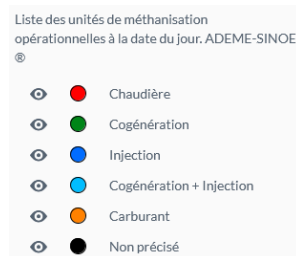 Liste des unités de méthanisation
opérationnelles à la date du jour. ADEME-SINOE
®
Chaudière
Cogénération
Injection
Cogénération + Injection
Carburant
Non précisé